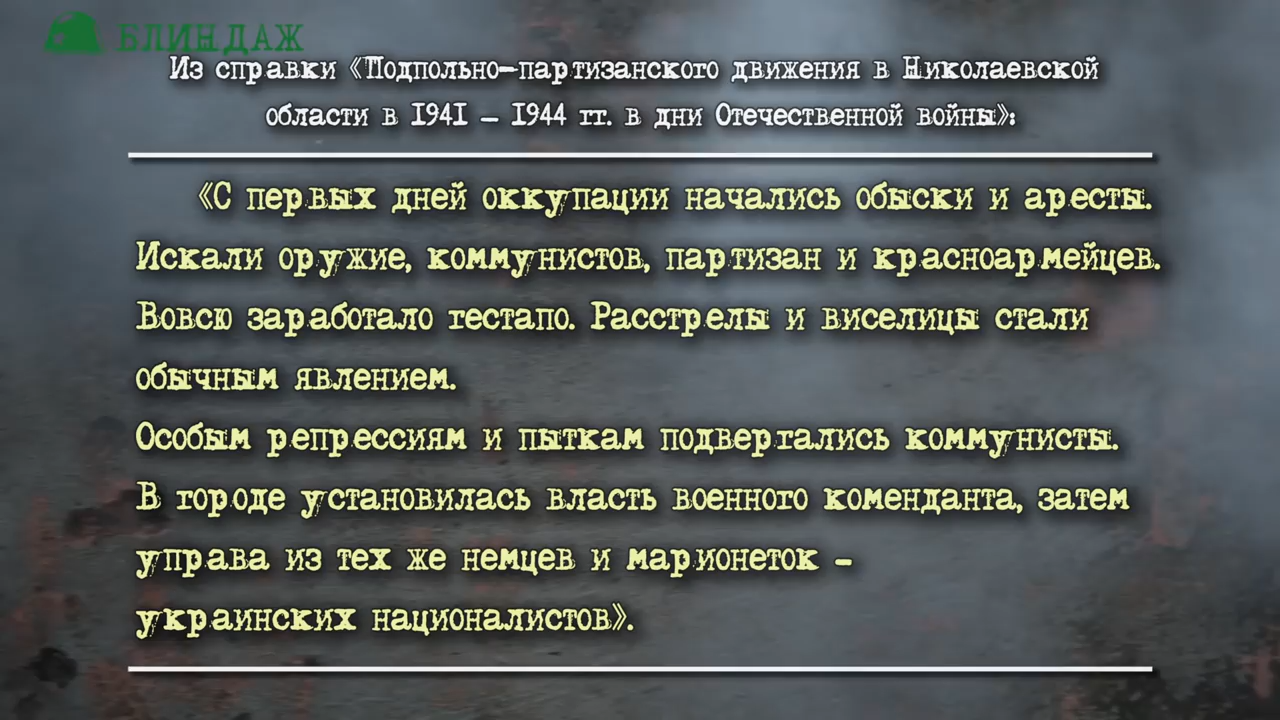 БЛИНДАЖ
Из справки «Подпольно-партизанского движения в Николаевской
области в 1941 – 1944 гг. в дни Отечественной войны»:
«С первых дней оккупации начались обыски и аресты.
Искали оружие, коммунистов, партизан и красноармейцев.
Вовсю заработало гестапо. Расстрелы и виселицы стали
обычным явлением.
Особым репрессиям и пыткам подвергались коммунисты.
В городе установилась власть военного коменданта, затем
управа из тех же немцев и марионеток –
украинских националистов».